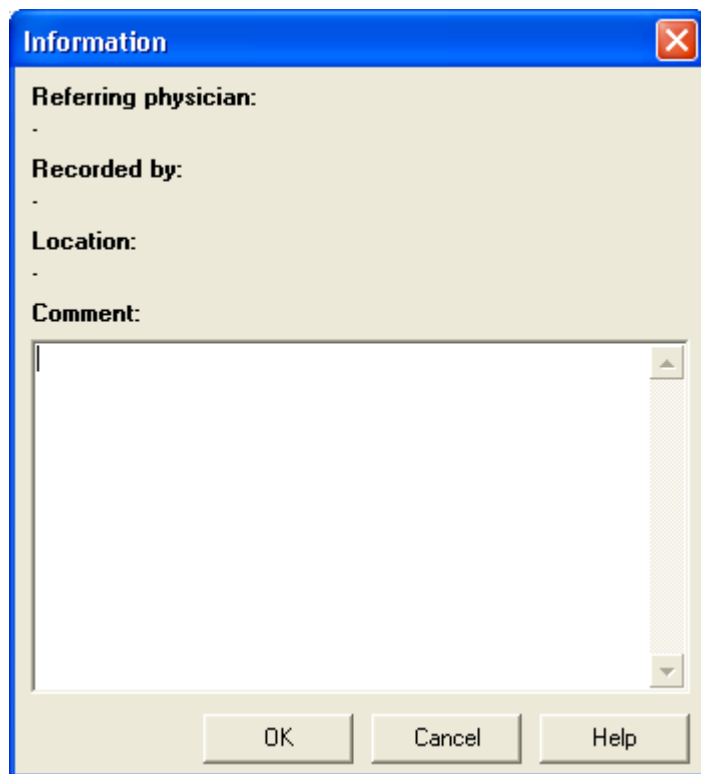 Information
Referring physician:
-
Recorded by:
-
Location:
-
Comment:
OK Cancel Help